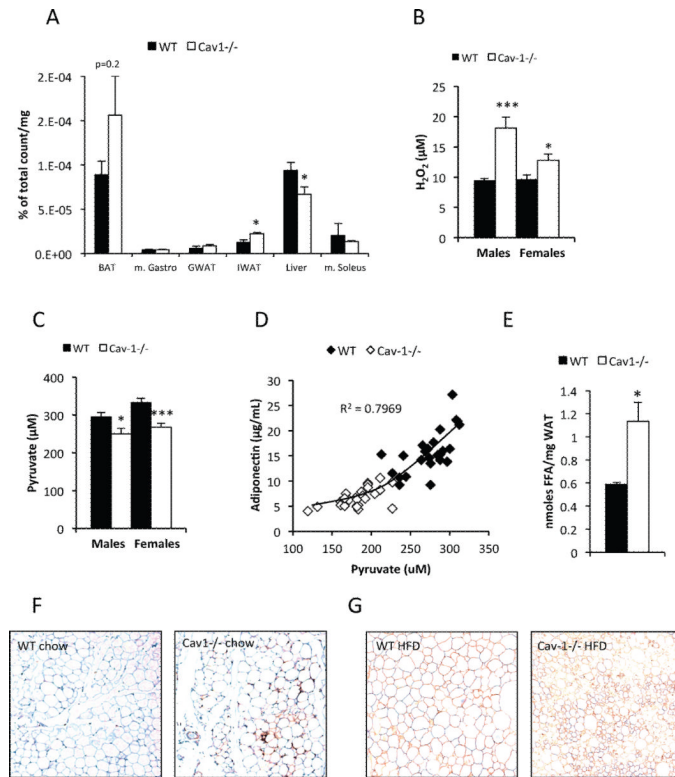 A
WT Cav1-/-
p=0.2
2.E-04
2.E-04
1.E-04
5.E-05
0.E+00
% of total count/mg
*
*
BAT m. Gastro GWAT IWAT Liver m. Soleus
B
WT Cav-1-/-
25
20
15
10
5
0
H₂O₂ (µM)
***
*
Males Females
C
WT Cav-1-/-
400
300
200
100
0
Pyruvate (µM)
*
***
Males Females
D
WT Cav-1-/-
30
25
20
15
10
5
0
Adiponectin (µg/mL)
R² = 0.7969
100 150 200 250 300 350
Pyruvate (uM)
E
WT Cav1-/-
1.4
1.2
1
0.8
0.6
0.4
0.2
0
nmoles FFA/mg WAT
*
F
WT chow
Cav1-/- chow
G
WT HFD
Cav-1-/- HFD